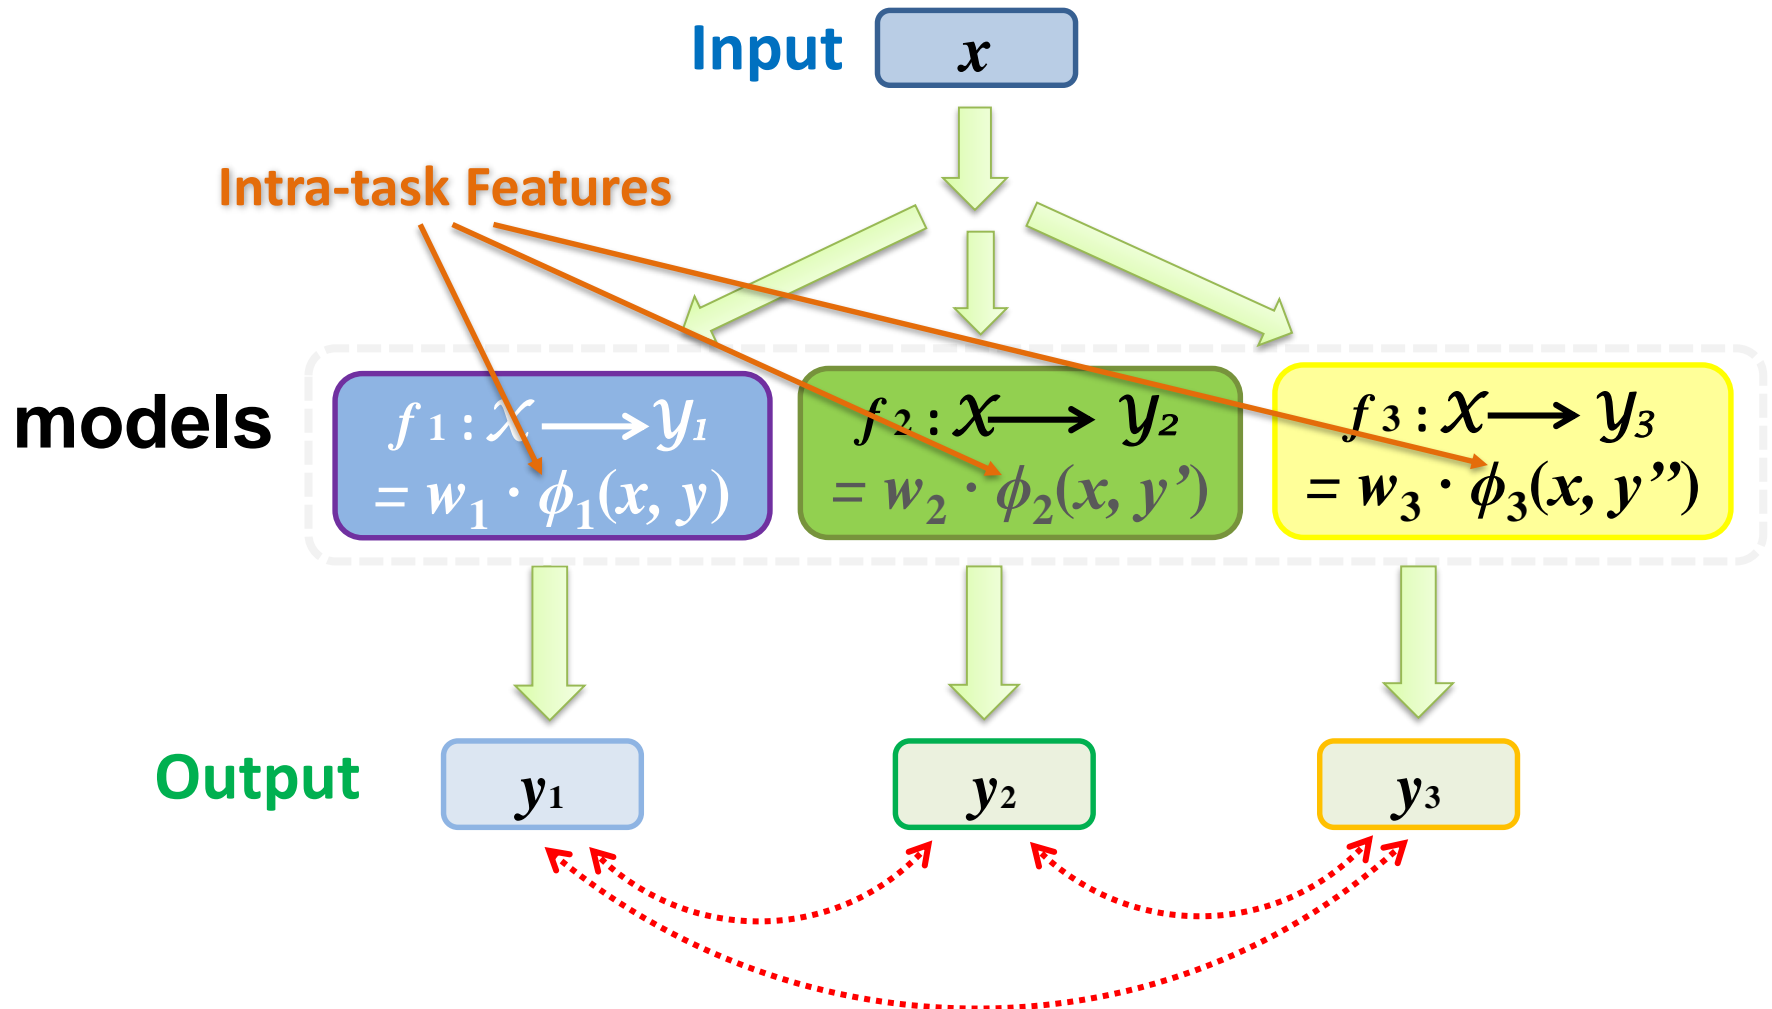 Input
x
Intra-task Features
models
f 1 : 𝒳 ⟶ 𝒴1
= w1 · ϕ1(x, y)
f 2 : 𝒳 ⟶ 𝒴2
= w2 · ϕ2(x, y’)
f 3 : 𝒳 ⟶ 𝒴3
= w3 · ϕ3(x, y’’)
Output
y1
y2
y3